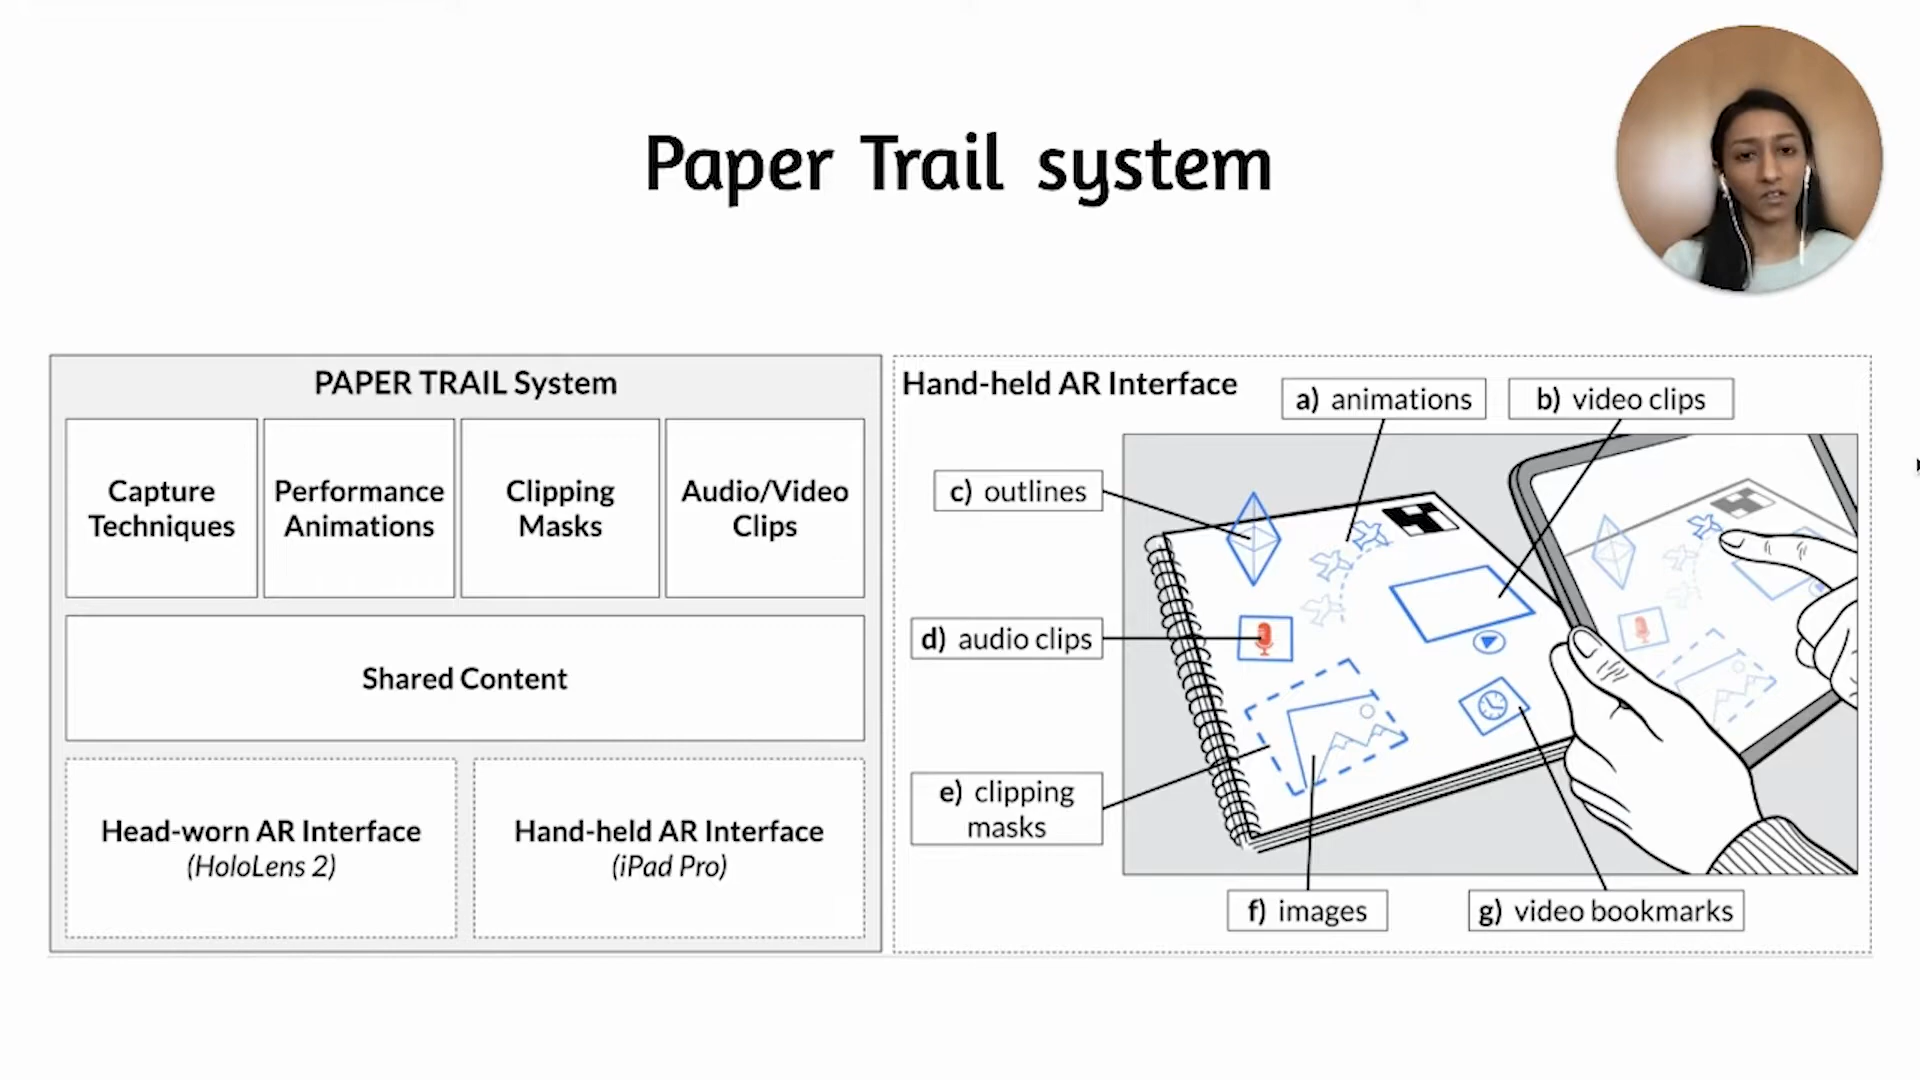 Paper Trail system
PAPER TRAIL System
Capture
Techniques
Performance
Animations
Clipping
Masks
Audio/Video
Clips
Shared Content
Head-worn AR Interface
(HoloLens 2)
Hand-held AR Interface
(iPad Pro)
Hand-held AR Interface
a) animations
b) video clips
c) outlines
d) audio clips
e) clipping
masks
f) images
g) video bookmarks